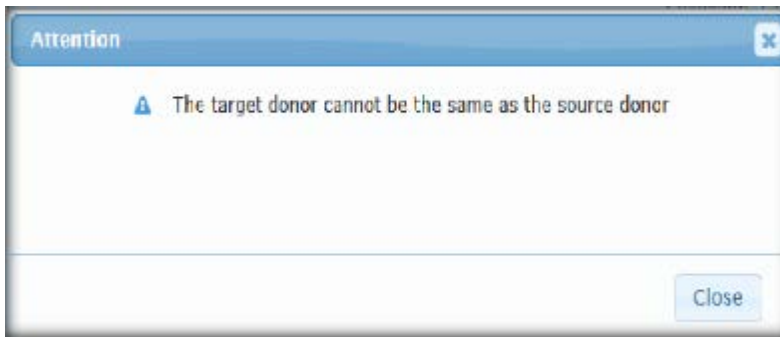 Attention
The target donor cannot be the same as the source donor
Close